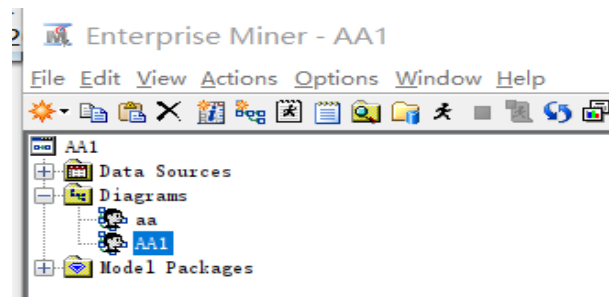 Enterprise Miner - AA1
File Edit View Actions Options Window Help
AA1
Data Sources
Diagrams
aa
AA1
Model Packages